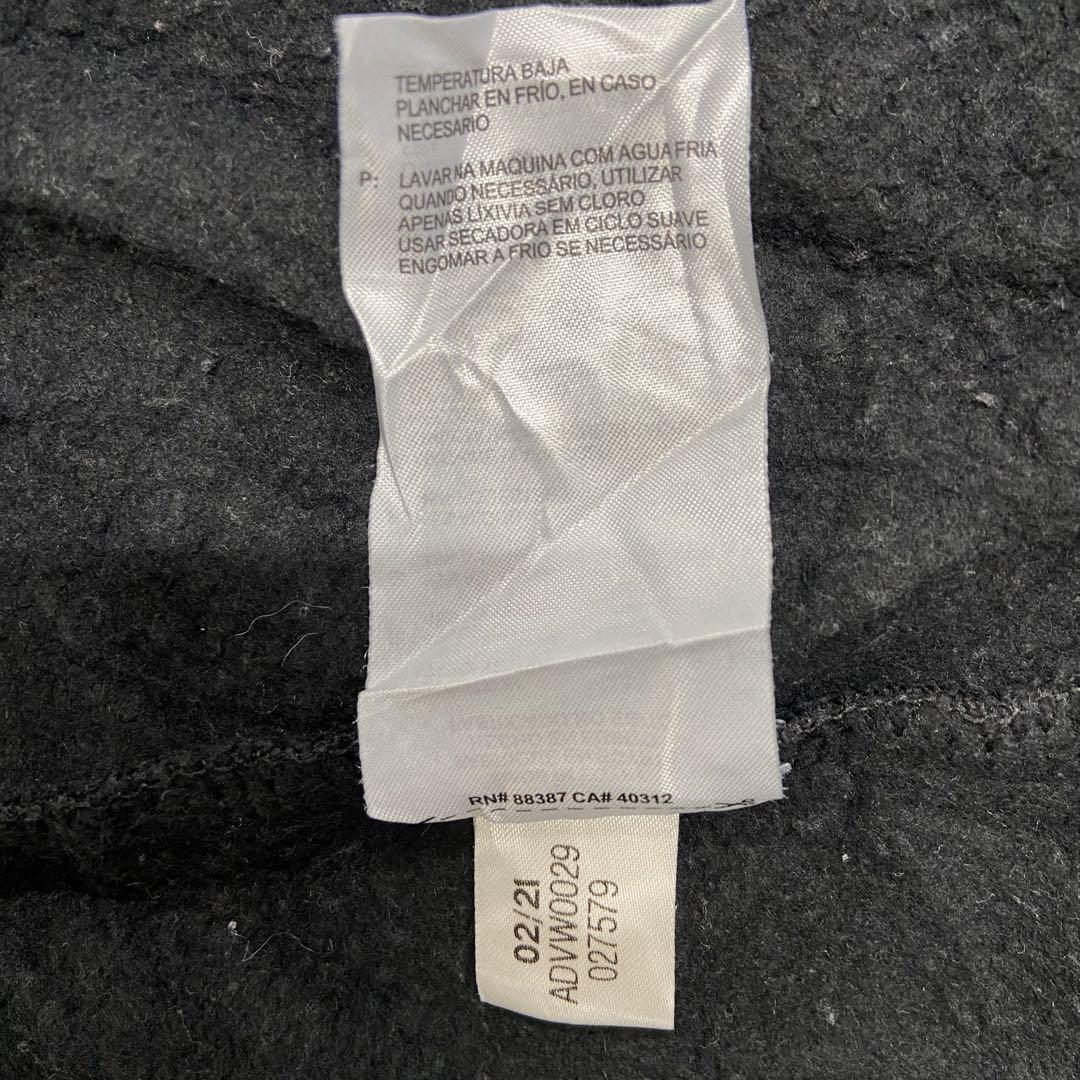 TEMPERATURA BAJA
PLANCHAR EN FRÍO, EN CASO
NECESARIO
P: LAVAR NA MAQUINA COM AGUA FRIA
QUANDO NECESSÁRIO, UTILIZAR
APENAS LIXIVIA SEM CLORO
USAR SECADORA EM CICLO SUAVE
ENGOMAR A FRIO SE NECESSÁRIO
RN# 88387 CA# 40312
02/21
ADVW0029
027579